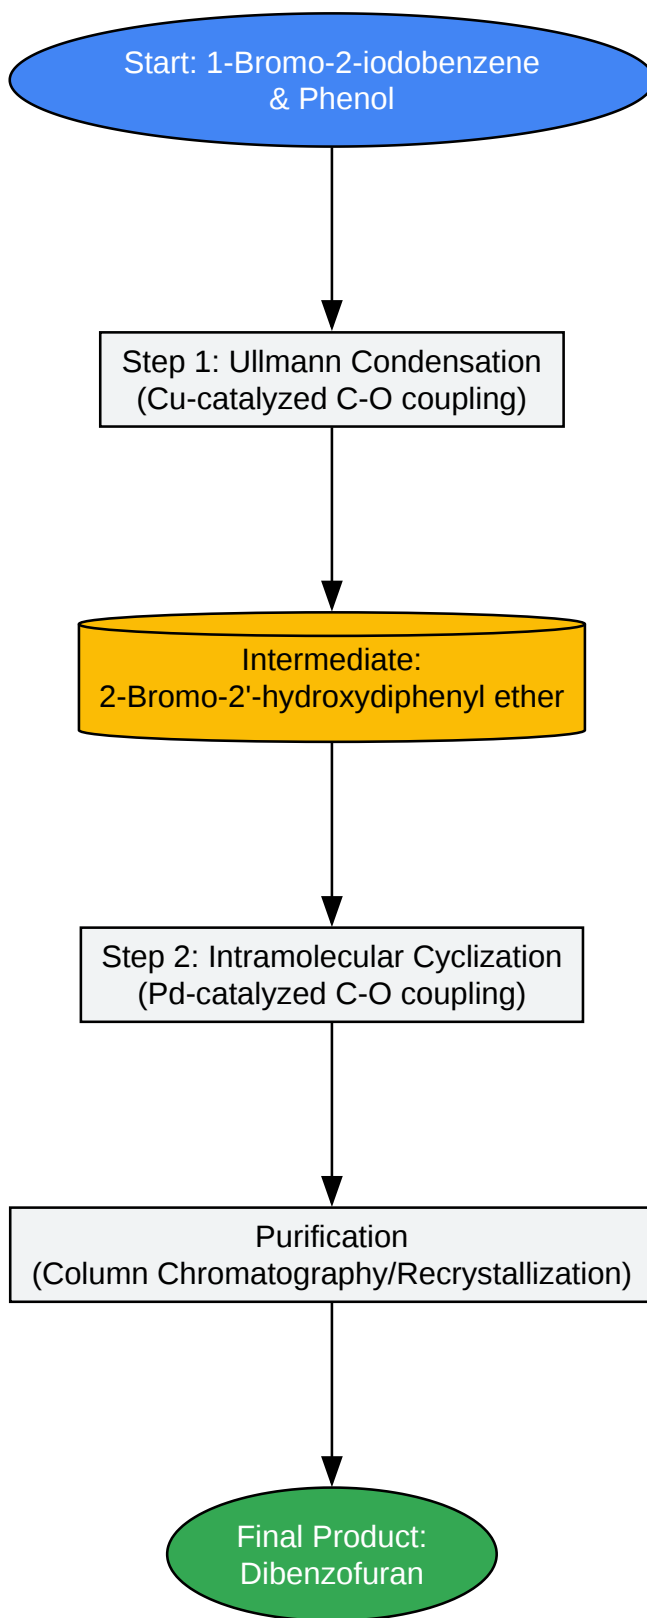 Start: 1-Bromo-2-iodobenzene
& Phenol
Step 1: Ullmann Condensation
(Cu-catalyzed C-O coupling)
Intermediate:
2-Bromo-2'-hydroxydiphenyl ether
Step 2: Intramolecular Cyclization
(Pd-catalyzed C-O coupling)
Purification
(Column Chromatography/Recrystallization)
Final Product:
Dibenzofuran